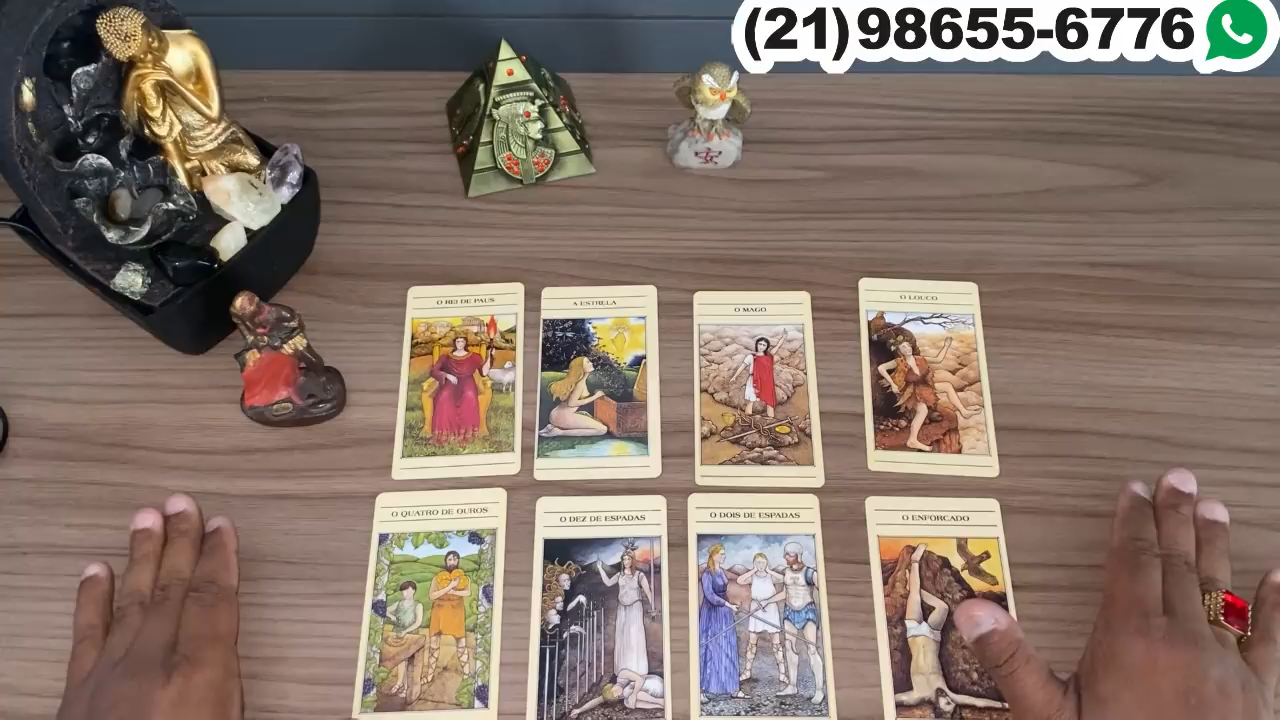 (21)98655-6776
O REI DE PAUS
A ESTRELA
O MAGO
O LOUCO
O QUATRO DE OUROS
O DEZ DE ESPADAS
O DOIS DE ESPADAS
O ENFORCADO